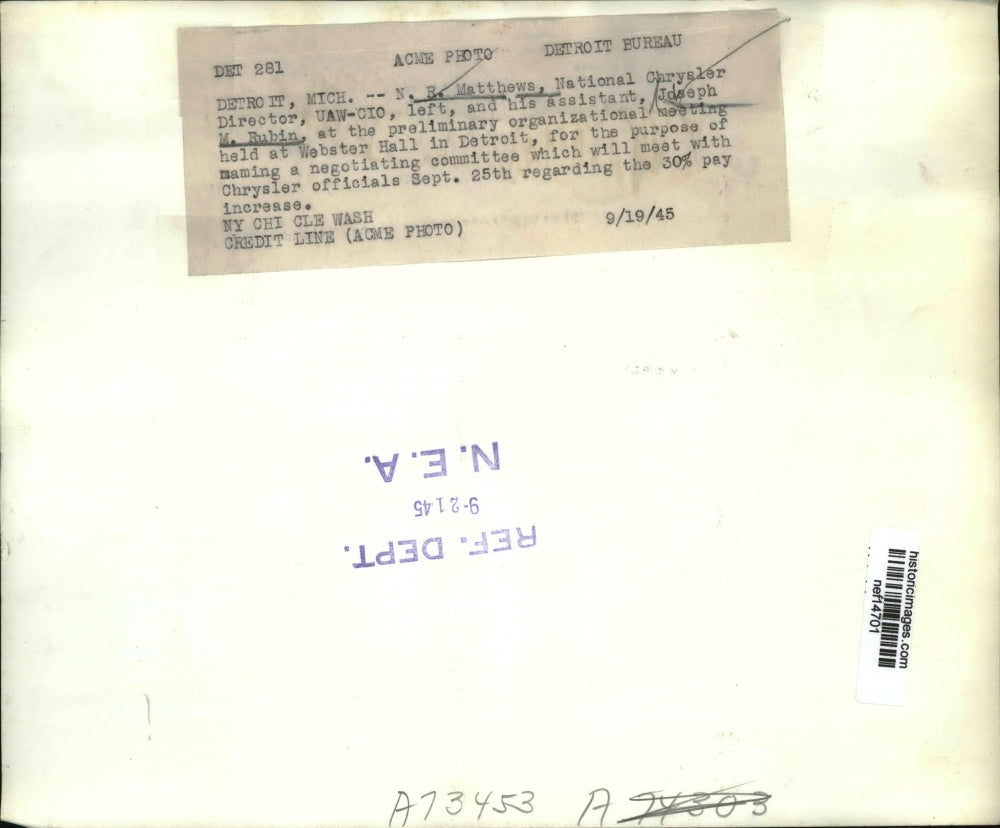 DET 281 ACME PHOTO DETROIT BUREAU
DETROIT, MICH. -- N. R. Matthews, National Chrysler
Director, UAW-CIO, left, and his assistant, Joseph
M. Rubin, at the preliminary organizational meeting
held at Webster Hall in Detroit, for the purpose of
maming a negotiating committee which will meet with
Chrysler officials Sept. 25th regarding the 30% pay
increase.
NY CHI CLE WASH 9/19/45
CREDIT LINE (ACME PHOTO)
REF. DEPT.
9-21 45
N. E. A.
historicimages.com
nef14701
A73453 A 74303